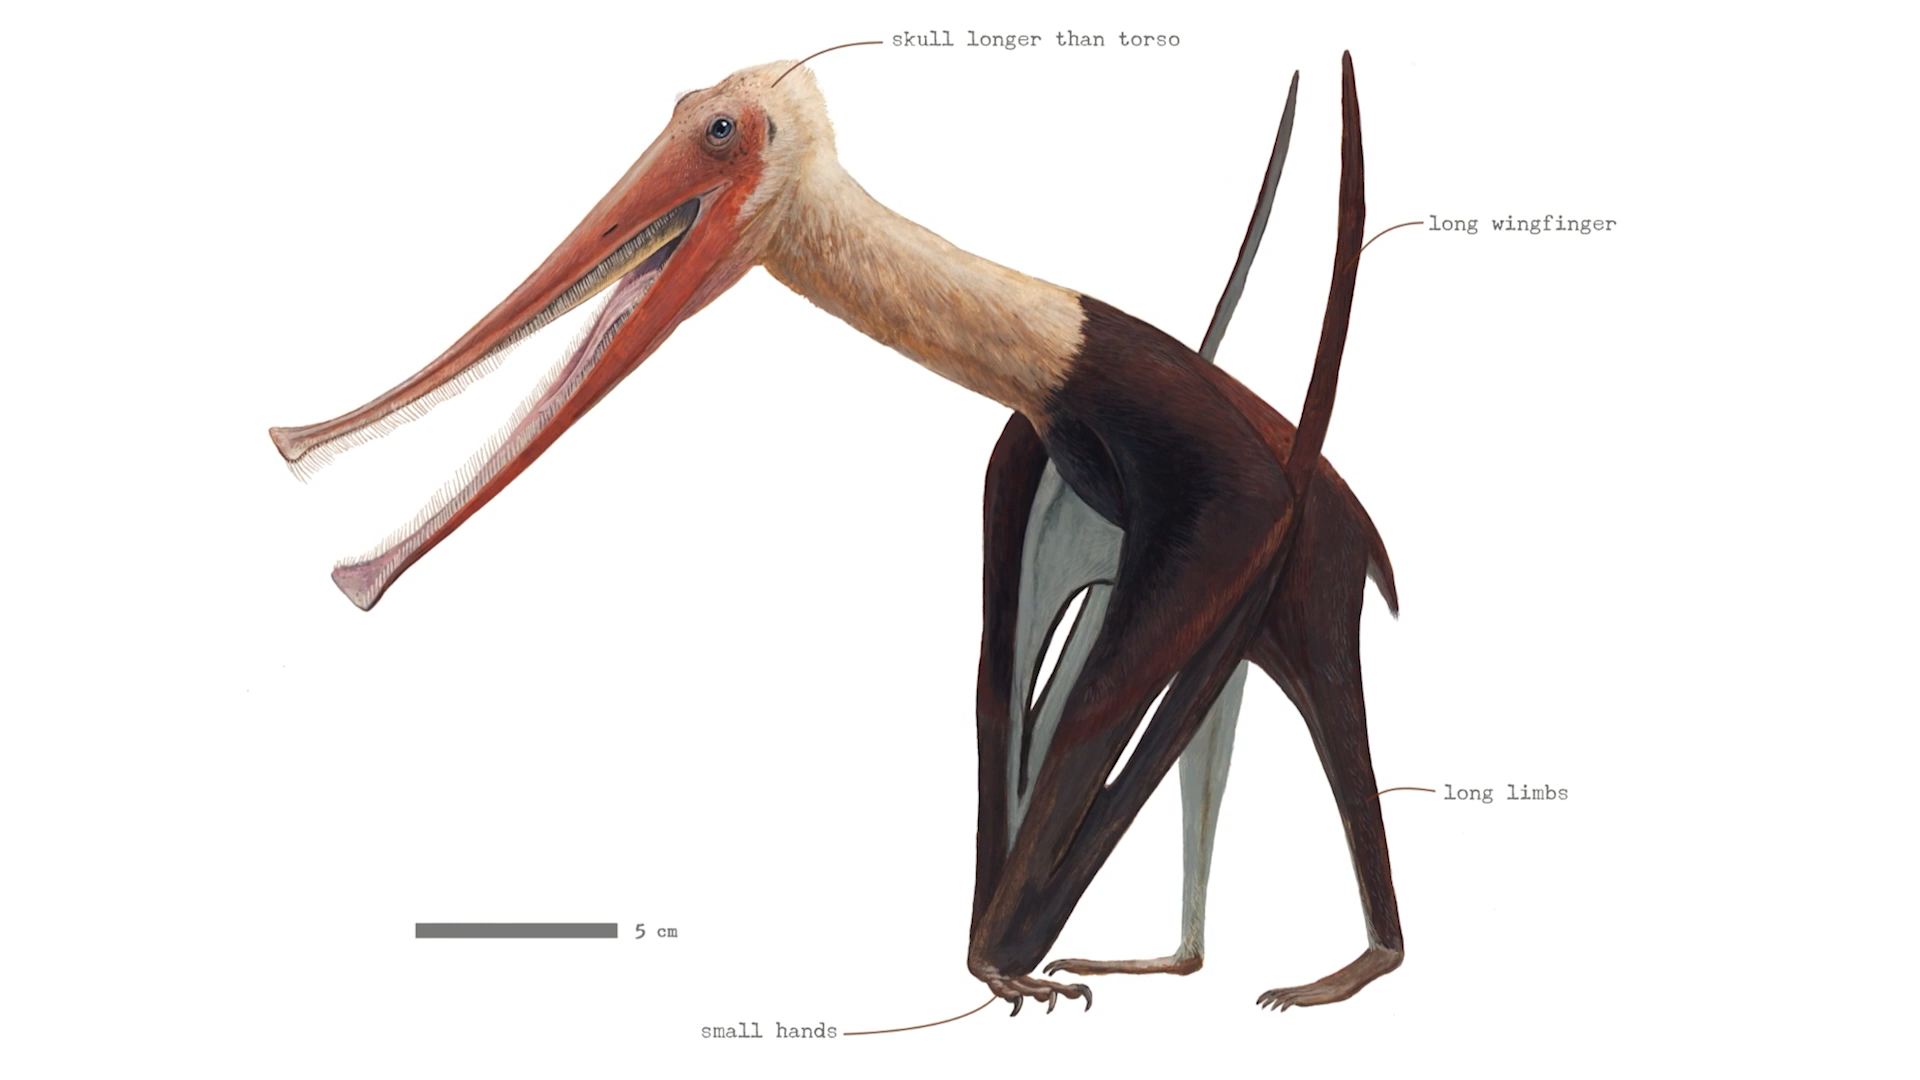 skull longer than torso
long wingfinger
long limbs
5 cm
small hands